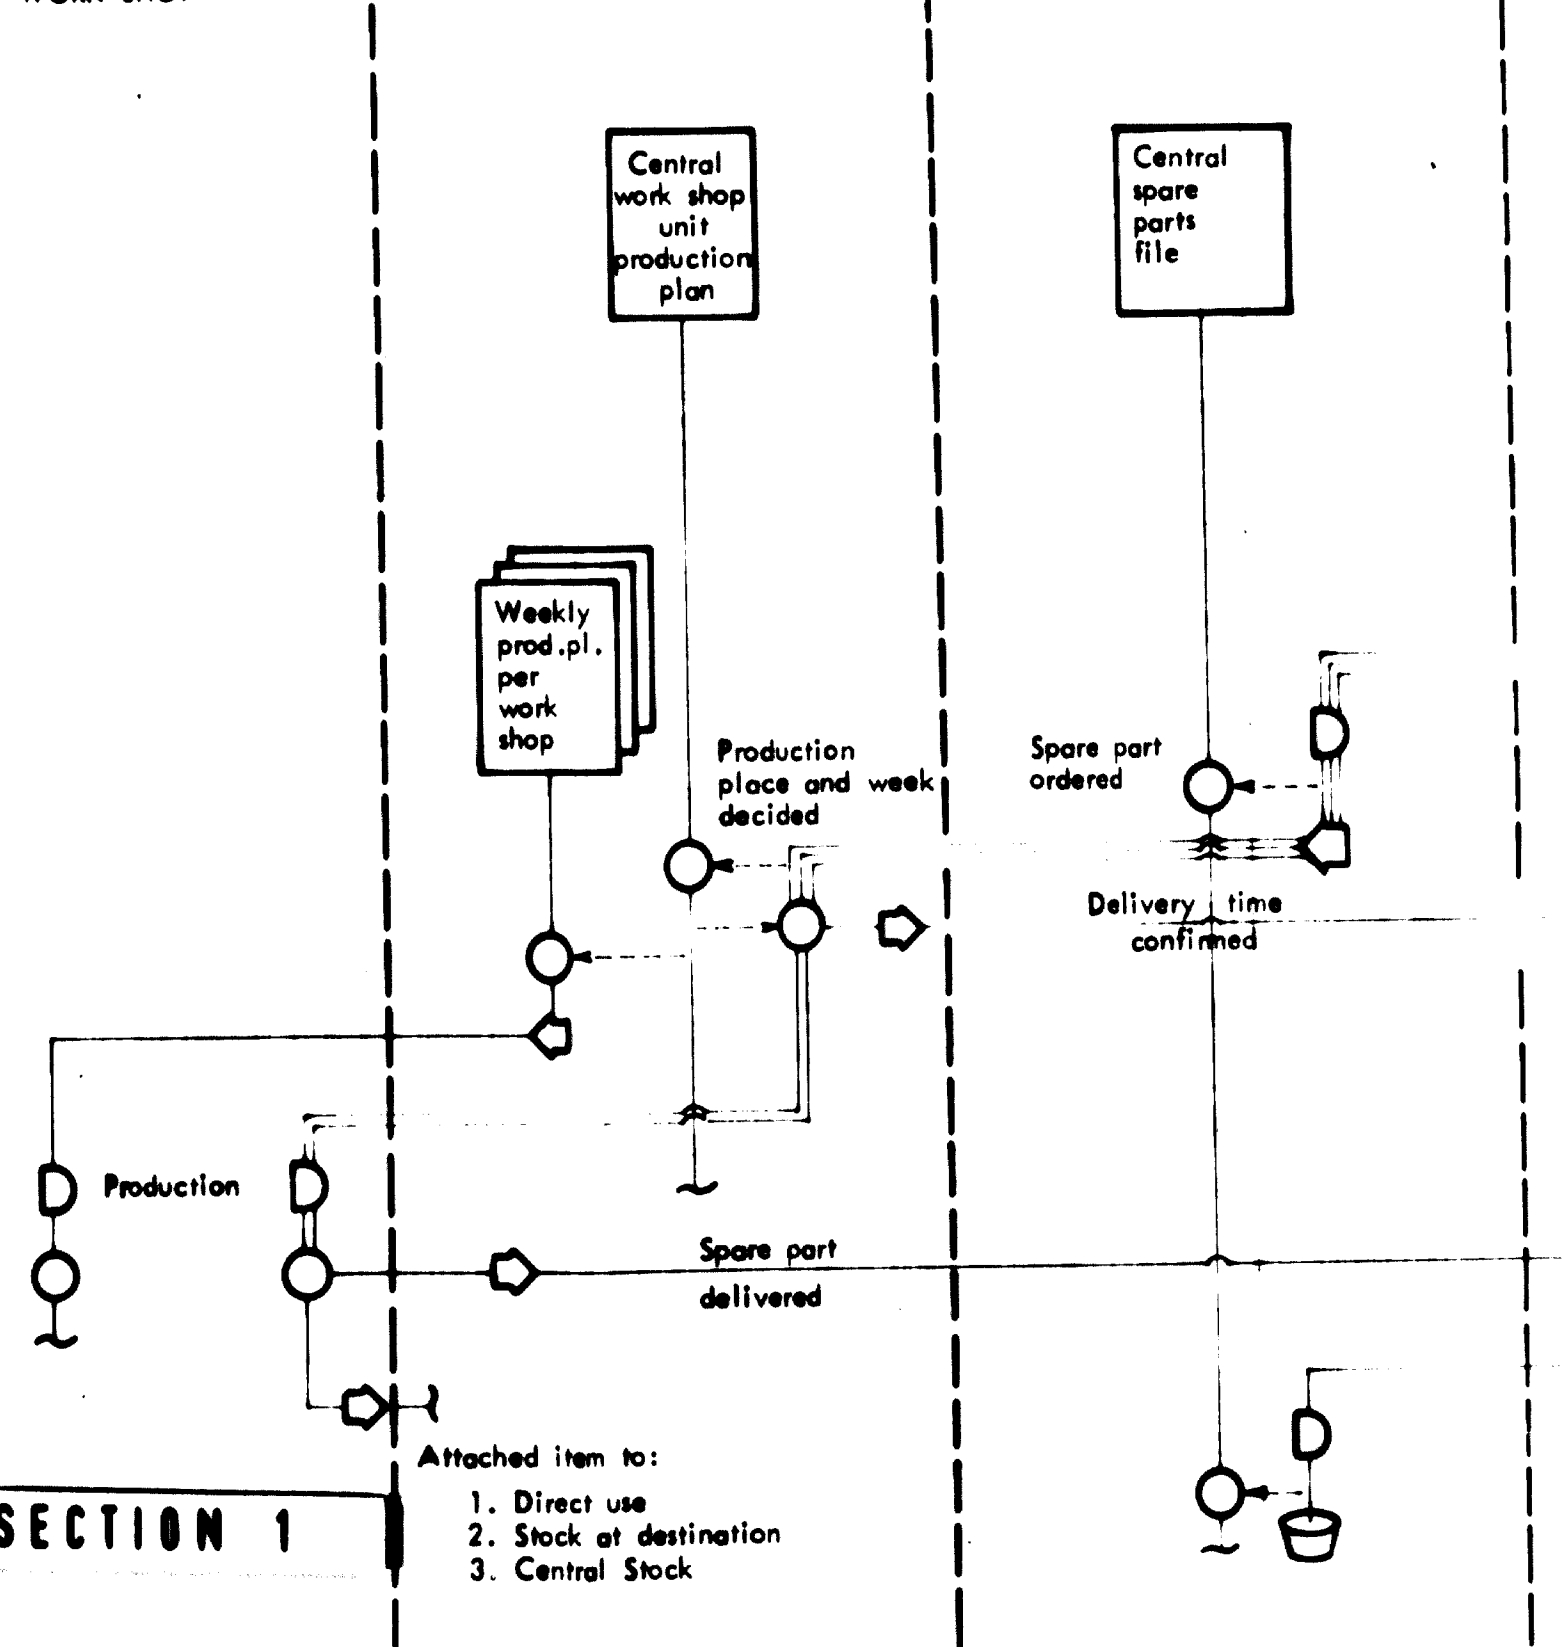 Central
work shop
unit
production
plan
Central
spare
parts
file
Weekly
prod.pl.
per
work
shop
Production
place and week
decided
Spare part
ordered
Delivery time
confirmed
Production
Spare part
delivered
Attached item to:
1. Direct use
2. Stock at destination
3. Central Stock
SECTION 1